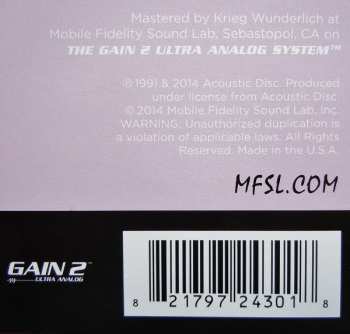 Mastered by Krieg Wunderlich at
Mobile Fidelity Sound Lab, Sebastopol, CA on
THE GAIN 2 ULTRA ANALOG SYSTEM™
℗1991 & 2014 Acoustic Disc. Produced
under license from Acoustic Disc.
©2014 Mobile Fidelity Sound Lab, Inc.
WARNING: Unauthorized duplication is
a violation of applicable laws. All Rights
Reserved. Made in the U.S.A.
MFSL.COM
GAIN 2™
ULTRA ANALOG
8 21797 24301 8